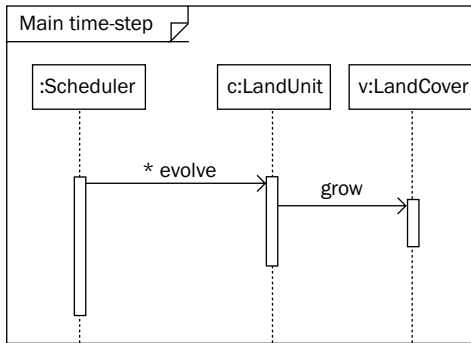 Main time-step
:Scheduler
c:LandUnit
v:LandCover
* evolve
grow